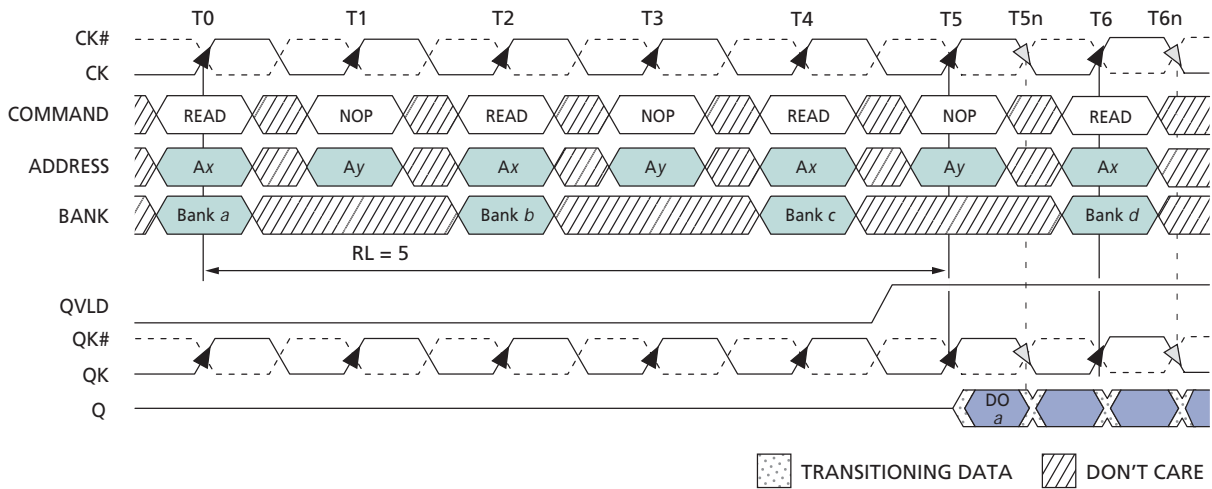 T0 T1 T2 T3 T4 T5 T5n T6 T6n
CK#
CK
COMMAND READ NOP READ NOP READ NOP READ
ADDRESS Ax Ay Ax Ay Ax Ay Ax
BANK Bank a Bank b Bank c Bank d
RL = 5
QVLD
QK#
QK
Q DO
a
TRANSITIONING DATA DON'T CARE